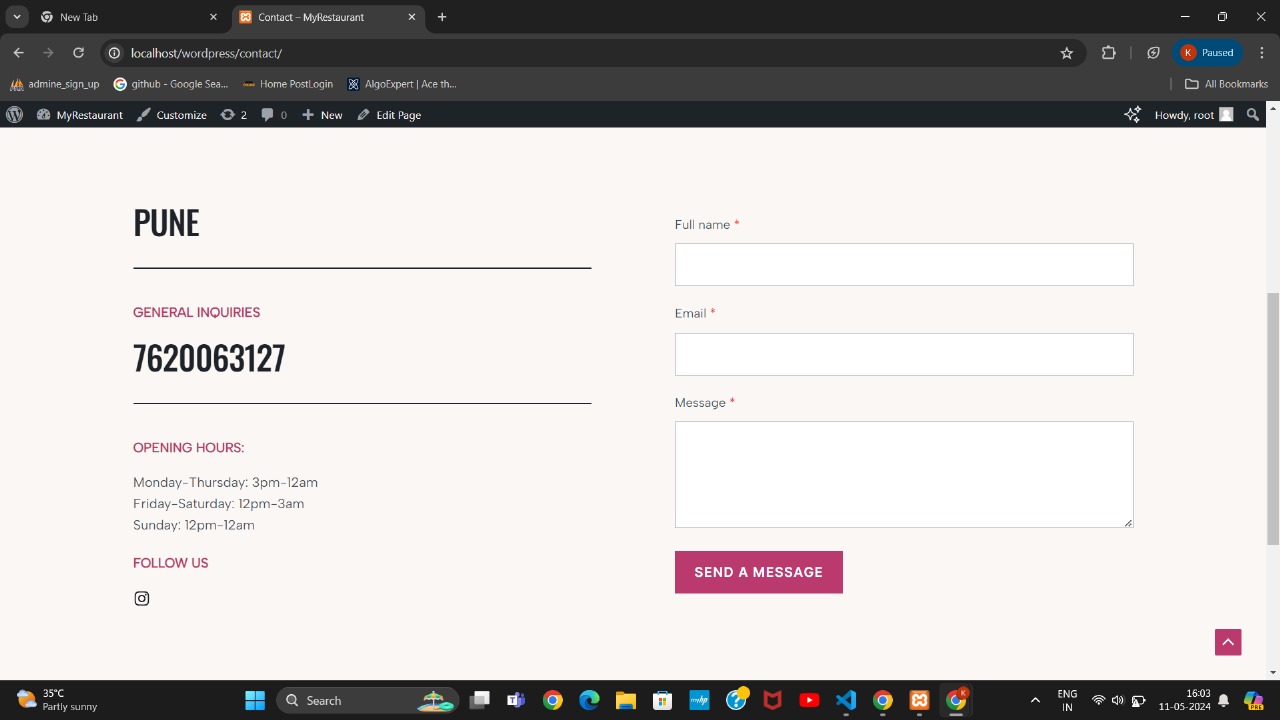 New Tab
Contact – MyRestaurant
localhost/wordpress/contact/
K Paused
admine_sign_up
github - Google Sea...
Home PostLogin
AlgoExpert | Ace th...
All Bookmarks
MyRestaurant
Customize
2
0
New
Edit Page
Howdy, root
PUNE
GENERAL INQUIRIES
7620063127
OPENING HOURS:
Monday-Thursday: 3pm-12am
Friday-Saturday: 12pm-3am
Sunday: 12pm-12am
FOLLOW US
Full name *
Email *
Message *
SEND A MESSAGE
35°C
Partly sunny
Search
ENG
IN
16:03
11-05-2024